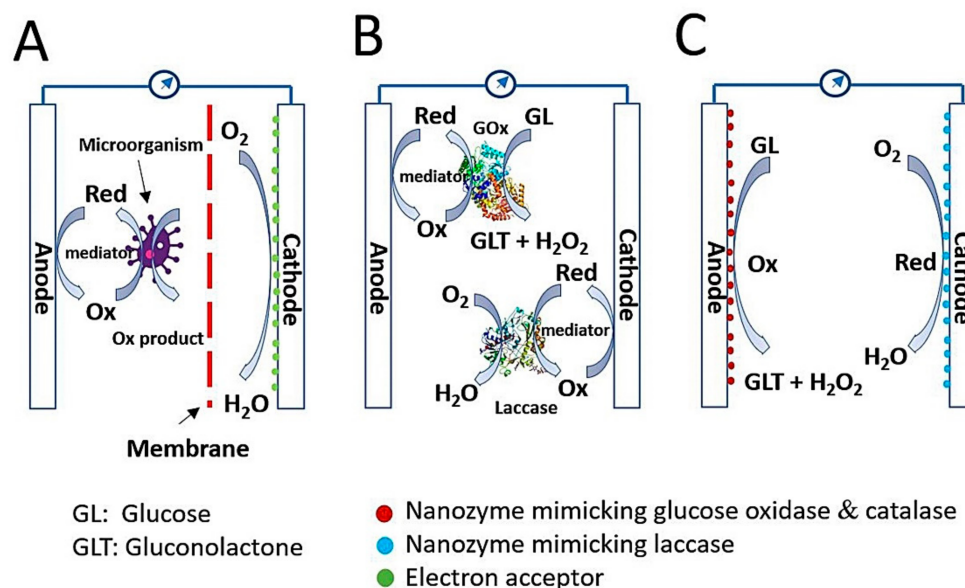 A
Microorganism
O₂
Red
mediator
Ox
Ox product
Anode
Cathode
H₂O
Membrane
B
Red
GOx
GL
mediator
Ox
GLT + H₂O₂
Anode
Cathode
O₂
Red
mediator
H₂O
Ox
Laccase
C
GL
O₂
Anode
Ox
Red
Cathode
H₂O
GLT + H₂O₂
GL: Glucose
GLT: Gluconolactone
Nanozyme mimicking glucose oxidase & catalase
Nanozyme mimicking laccase
Electron acceptor